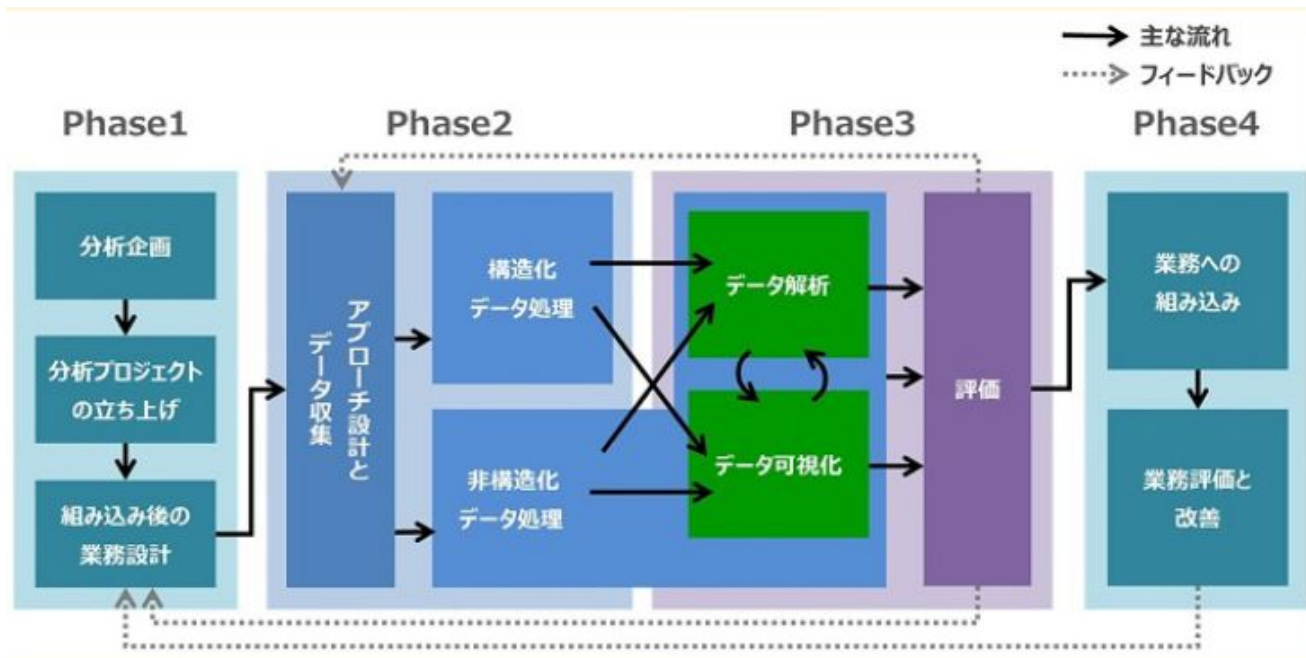 主な流れ
フィードバック
Phase1
Phase2
Phase3
Phase4
分析企画
分析プロジェクト
の立ち上げ
組み込み後の
業務設計
アプローチ設計と
データ収集
構造化
データ処理
非構造化
データ処理
データ解析
データ可視化
評価
業務への
組み込み
業務評価と
改善